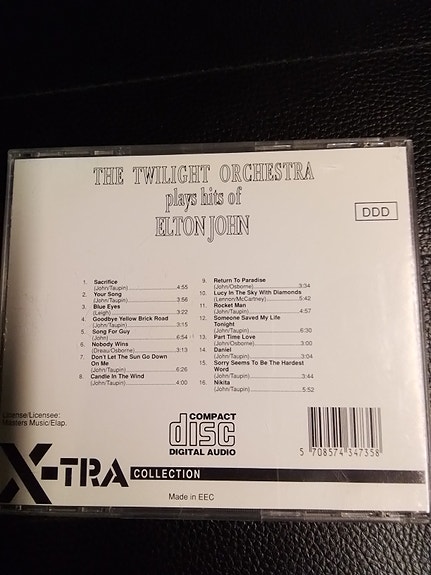 THE TWILIGHT ORCHESTRA
plays hits of
ELTON JOHN
DDD
1. Sacrifice
(John/Taupin) 4:55
2. Your Song
(John/Taupin) 3:56
3. Blue Eyes
(Leigh) 3:22
4. Goodbye Yellow Brick Road
(John/Taupin) 3:15
5. Song For Guy
(John) 6:54
6. Nobody Wins
(Dreau/Osborne) 3:13
7. Don't Let The Sun Go Down
On Me
(John/Taupin) 6:26
8. Candle In The Wind
(John/Taupin) 4:00
9. Return To Paradise
(John/Osborne) 3:34
10. Lucy In The Sky With Diamonds
(Lennon/McCartney) 5:42
11. Rocket Man
(John/Taupin) 4:57
12. Someone Saved My Life
Tonight
(John/Taupin) 6:30
13. Part Time Love
(John/Osborne) 3:00
14. Daniel
(John/Taupin) 3:04
15. Sorry Seems To Be The Hardest
Word
(John/Taupin) 3:44
16. Nikita
(John/Taupin) 5:52
License/Licensee:
Masters Music/Elap.
COMPACT
disc
DIGITAL AUDIO
5 708574 347358
X-TRA COLLECTION
Made in EEC